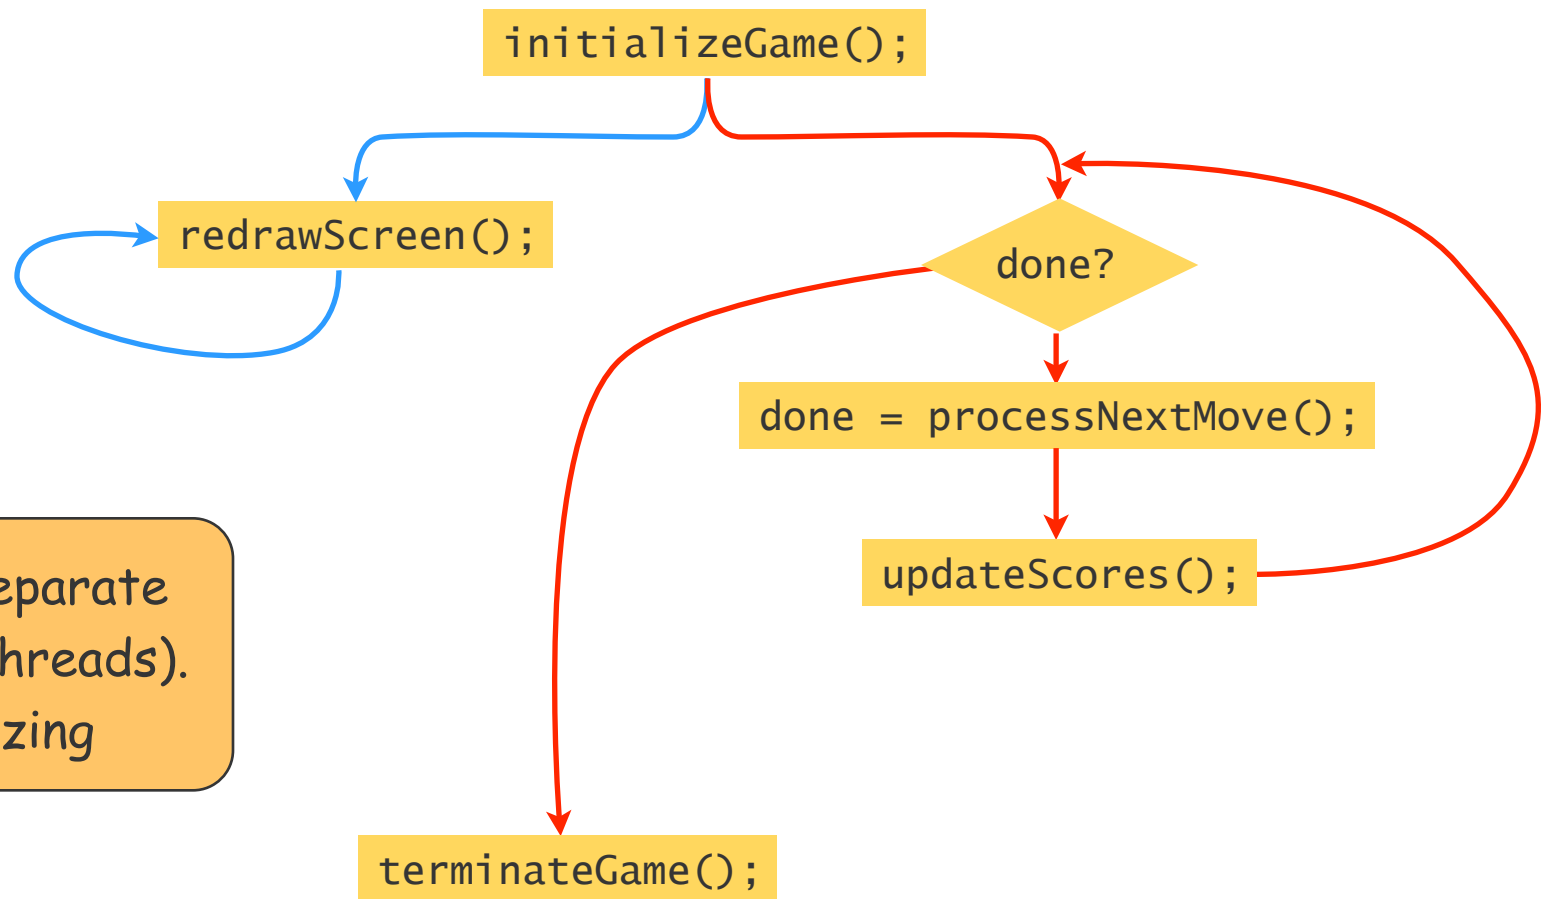 initializeGame();
redrawScreen();
done?
done = processNextMove();
updateScores();
eparate
hreads).
zing
terminateGame();